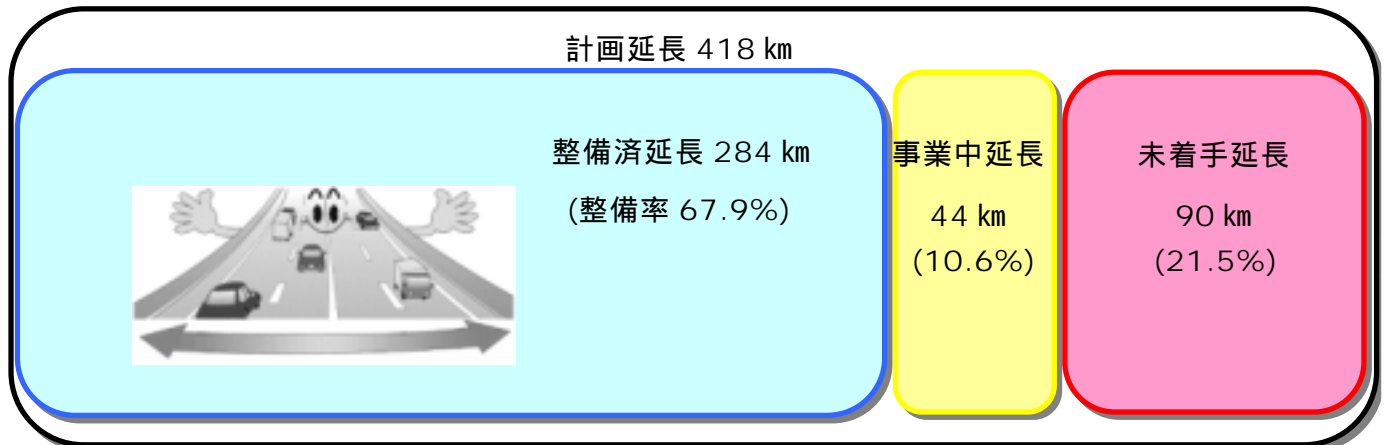 計画延長 418 ㎞
整備済延長 284 ㎞
(整備率 67.9%)
事業中延長
44 ㎞
(10.6%)
未着手延長
90 ㎞
(21.5%)